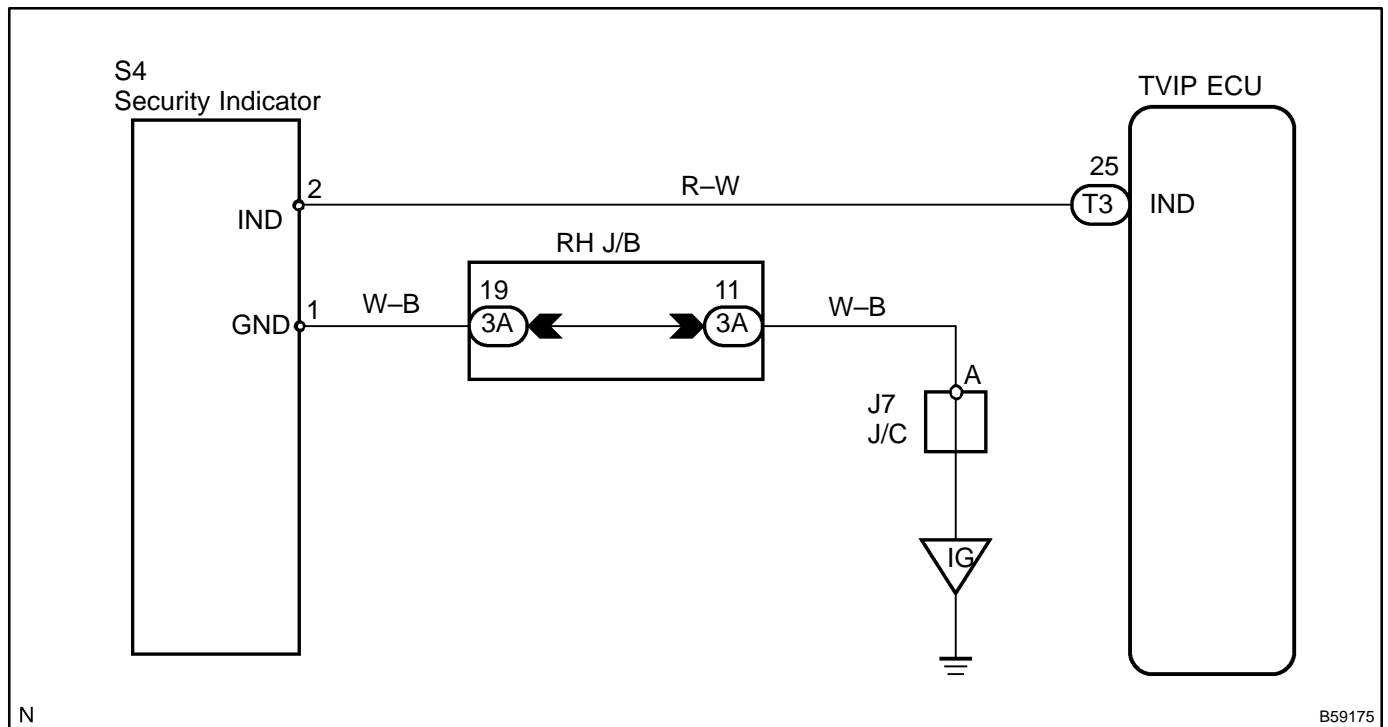 S4
Security Indicator
TVIP ECU
2
IND
R–W
25
T3
IND
RH J/B
1
GND
W–B
19
3A
11
3A
W–B
A
J7
J/C
IG
N
B59175